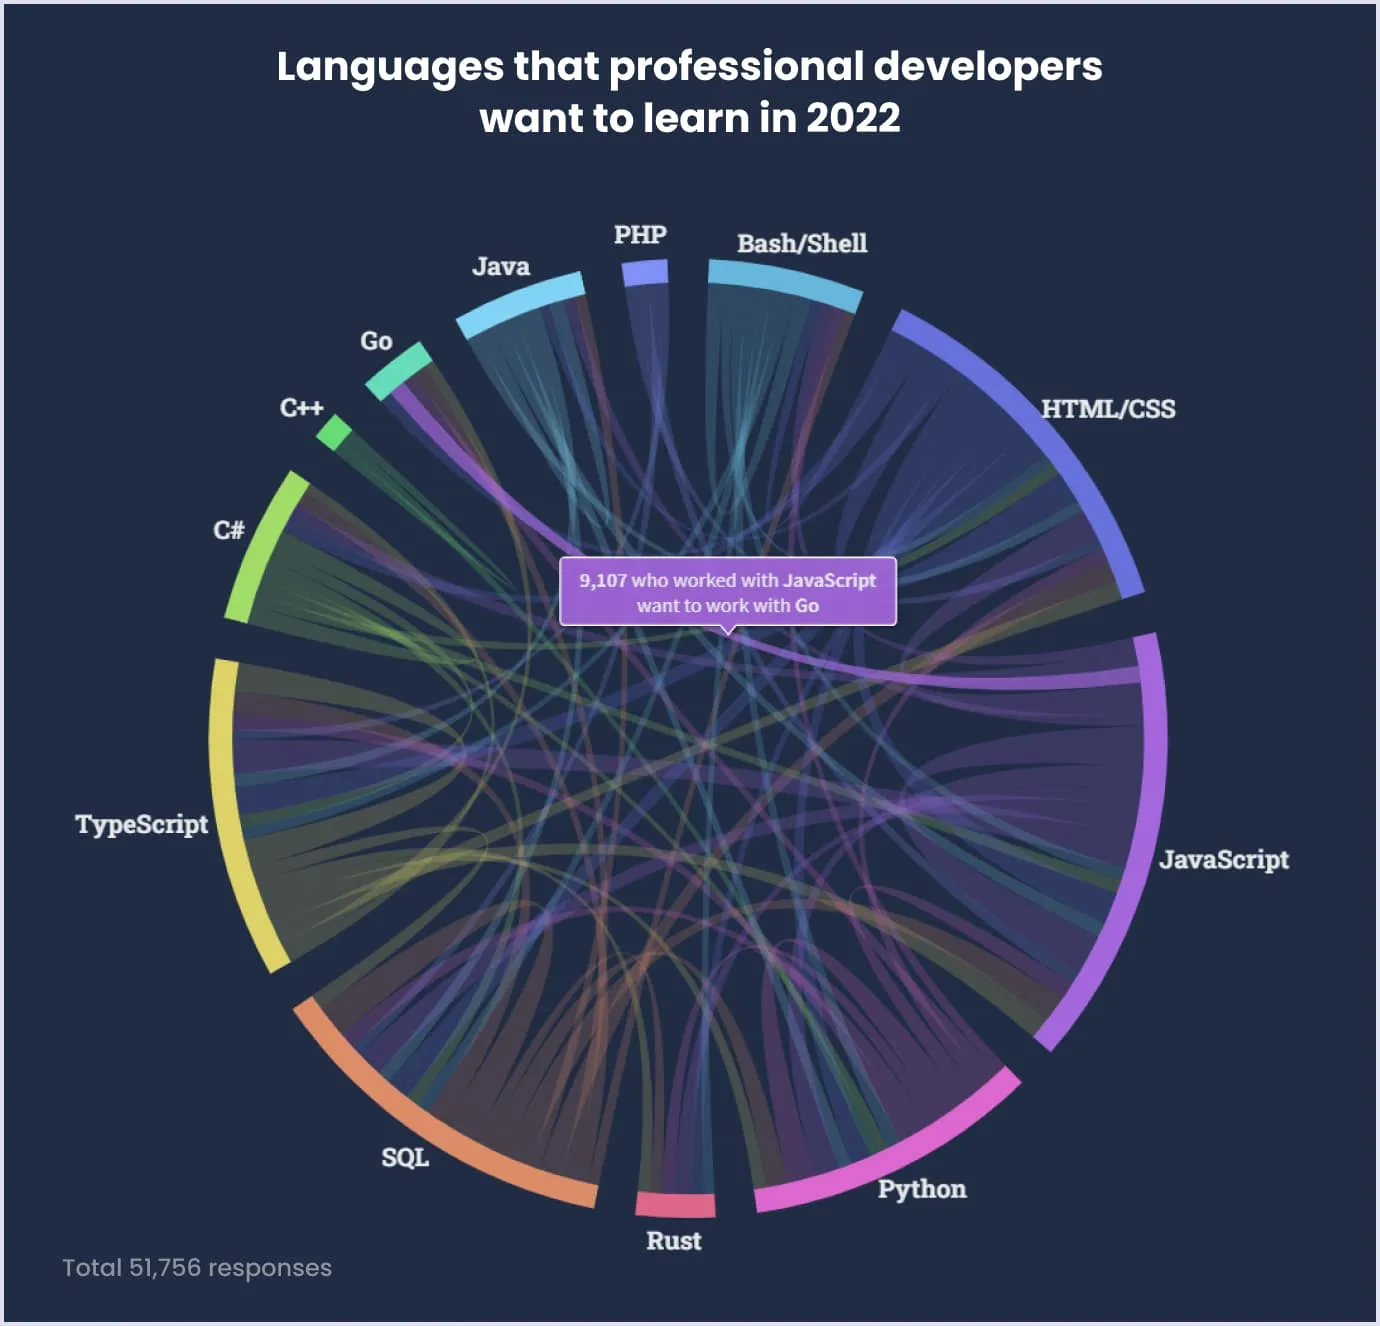 Languages that professional developers
want to learn in 2022
PHP
Bash/Shell
Java
Go
C++
HTML/CSS
C#
9,107 who worked with JavaScript
want to work with Go
TypeScript
JavaScript
SQL
Python
Rust
Total 51,756 responses